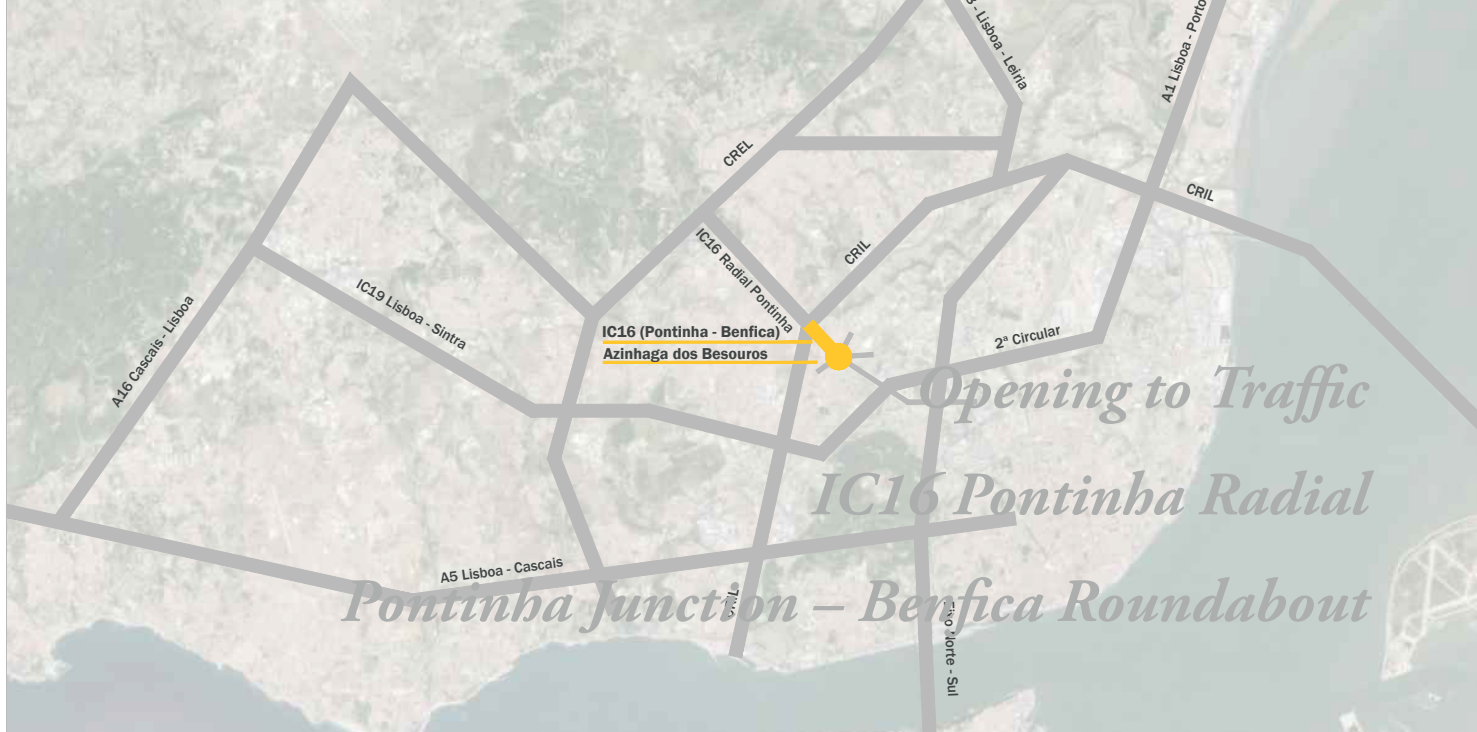 - Lisboa - Leiria
A1 Lisboa - Porto
CREL
CRIL
IC16 Radial Pontinha
CRIL
IC19 Lisboa - Sintra
A16 Cascais - Lisboa
IC16 (Pontinha - Benfica)
Azinhaga dos Besouros
2ª Circular
Opening to Traffic
IC16 Pontinha Radial
A5 Lisboa - Cascais
Pontinha Junction – Benfica Roundabout
Norte - Sul